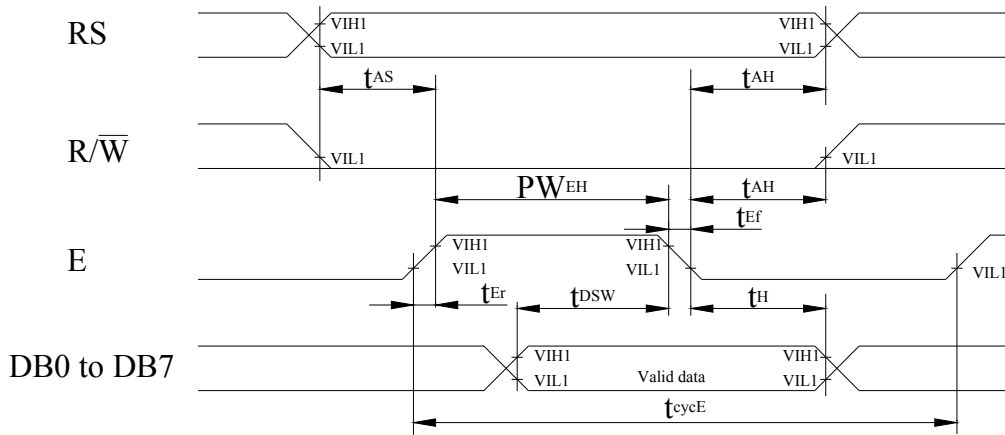 RS
VIH1
VIL1
VIH1
VIL1
tAS
tAH
R/W̅
VIL1
VIL1
PWEH
tAH
tEf
E
VIH1
VIL1
VIH1
VIL1
VIL1
tEr
tDSW
tH
DB0 to DB7
VIH1
VIL1
Valid data
VIH1
VIL1
tcycE